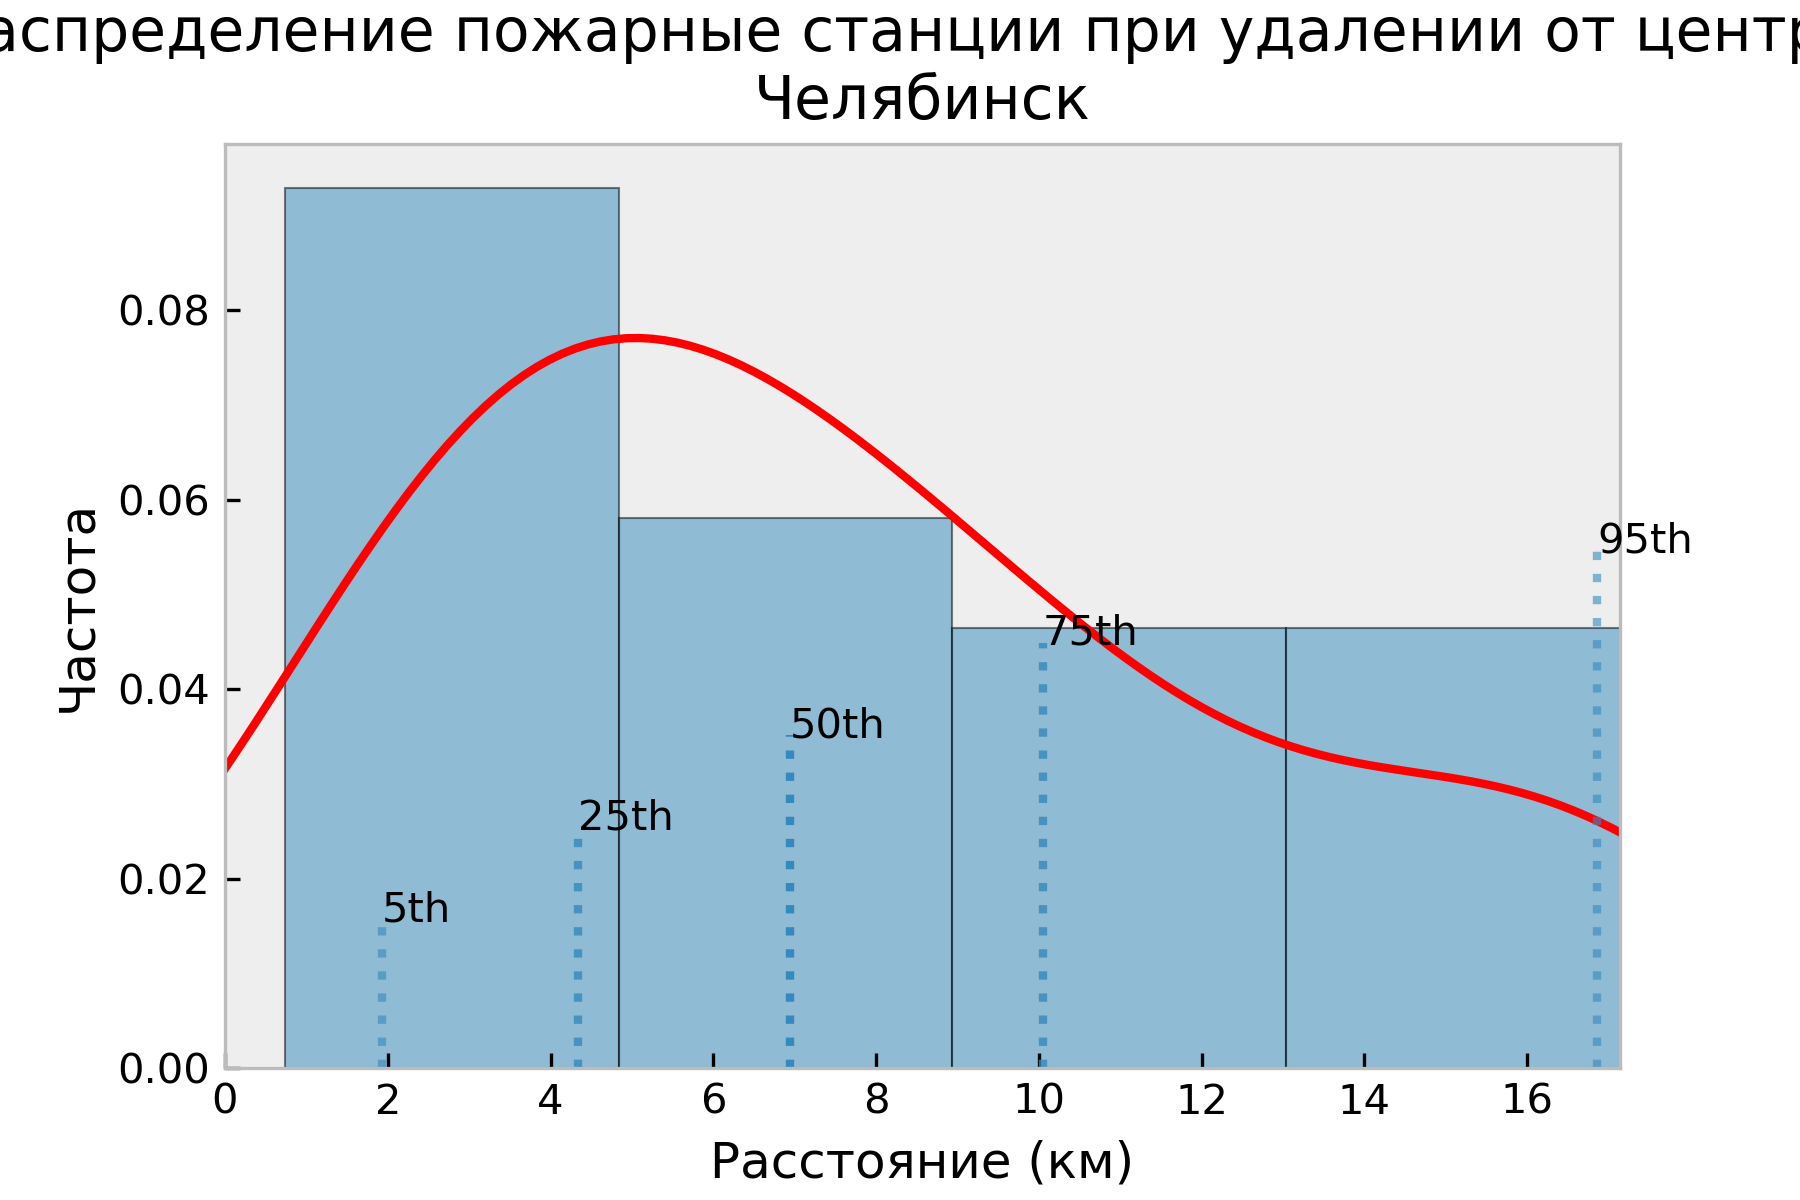 аспределение пожарные станции при удалении от центр
Челябинск
Частота
0.08
0.06
0.04
0.02
0.00
95th
75th
50th
25th
5th
0 2 4 6 8 10 12 14 16
Расстояние (км)